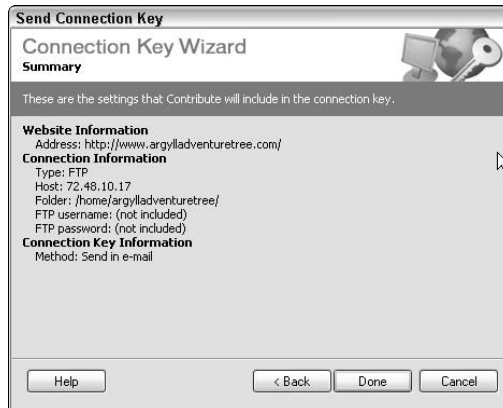 Send Connection Key
Connection Key Wizard
Summary
These are the settings that Contribute will include in the connection key.
Website Information
Address: http://www.argylladventuretree.com/
Connection Information
Type: FTP
Host: 72.48.10.17
Folder: /home/argylladventuretree/
FTP username: (not included)
FTP password: (not included)
Connection Key Information
Method: Send in e-mail
Help
< Back
Done
Cancel